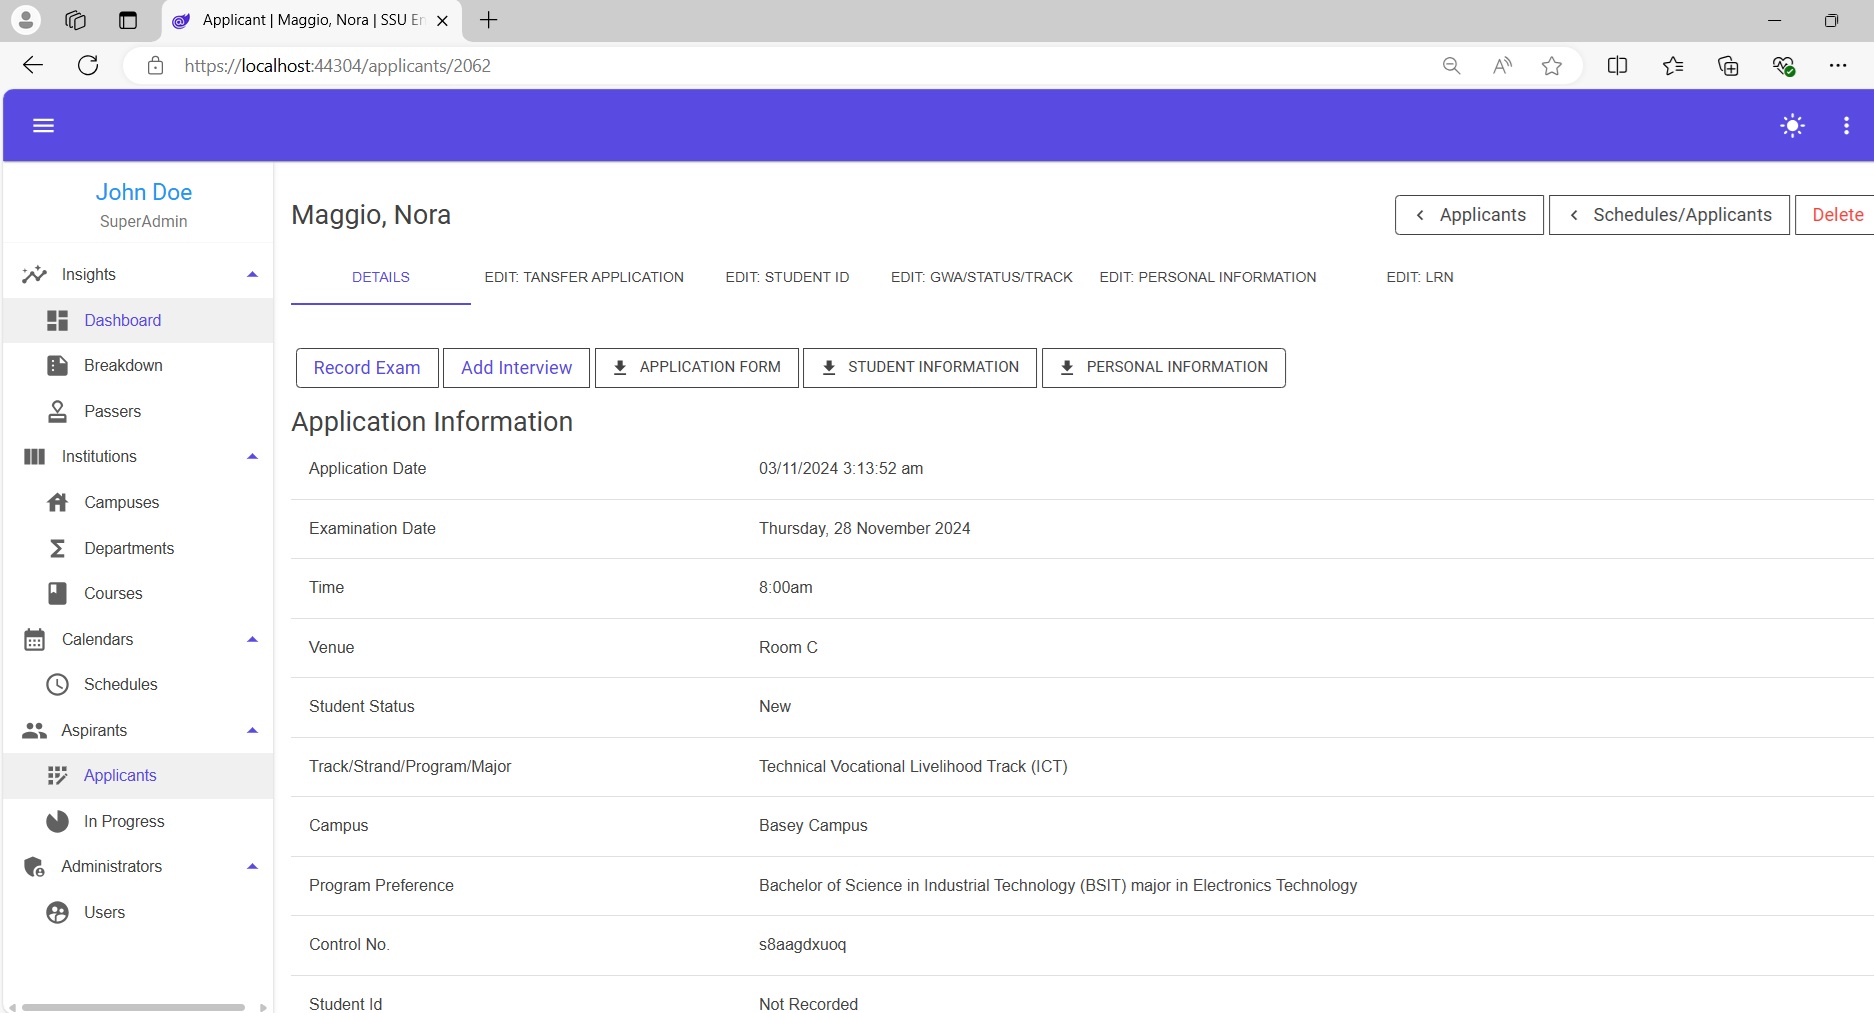 Applicant | Maggio, Nora | SSU En
https://localhost:44304/applicants/2062
John Doe
SuperAdmin
Insights
Dashboard
Breakdown
Passers
Institutions
Campuses
Departments
Courses
Calendars
Schedules
Aspirants
Applicants
In Progress
Administrators
Users
Maggio, Nora
Applicants Schedules/Applicants Delete
DETAILS EDIT: TANSFER APPLICATION EDIT: STUDENT ID EDIT: GWA/STATUS/TRACK EDIT: PERSONAL INFORMATION EDIT: LRN
Record Exam Add Interview APPLICATION FORM STUDENT INFORMATION PERSONAL INFORMATION
Application Information
Application Date 03/11/2024 3:13:52 am
Examination Date Thursday, 28 November 2024
Time 8:00am
Venue Room C
Student Status New
Track/Strand/Program/Major Technical Vocational Livelihood Track (ICT)
Campus Basey Campus
Program Preference Bachelor of Science in Industrial Technology (BSIT) major in Electronics Technology
Control No. s8aagdxuoq
Student Id Not Recorded